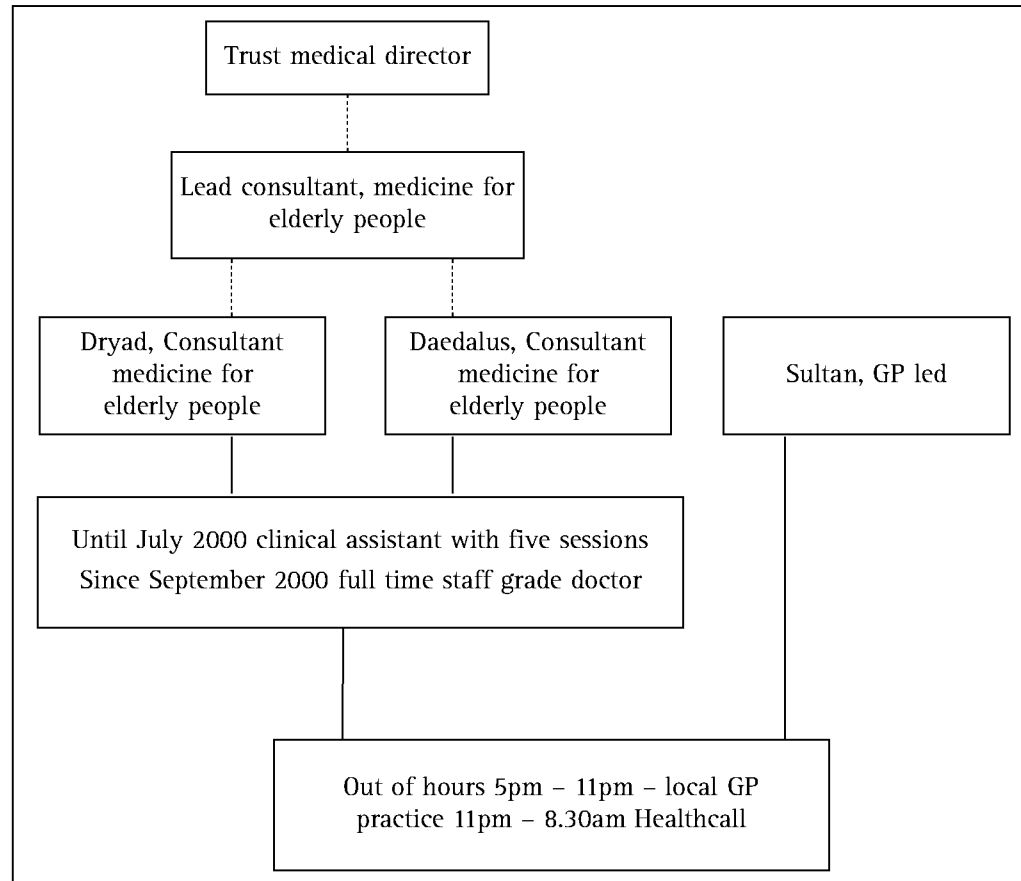 Trust medical director
Lead consultant, medicine for
elderly people
Dryad, Consultant
medicine for
elderly people
Daedalus, Consultant
medicine for
elderly people
Sultan, GP led
Until July 2000 clinical assistant with five sessions
Since September 2000 full time staff grade doctor
Out of hours 5pm – 11pm – local GP
practice 11pm – 8.30am Healthcall